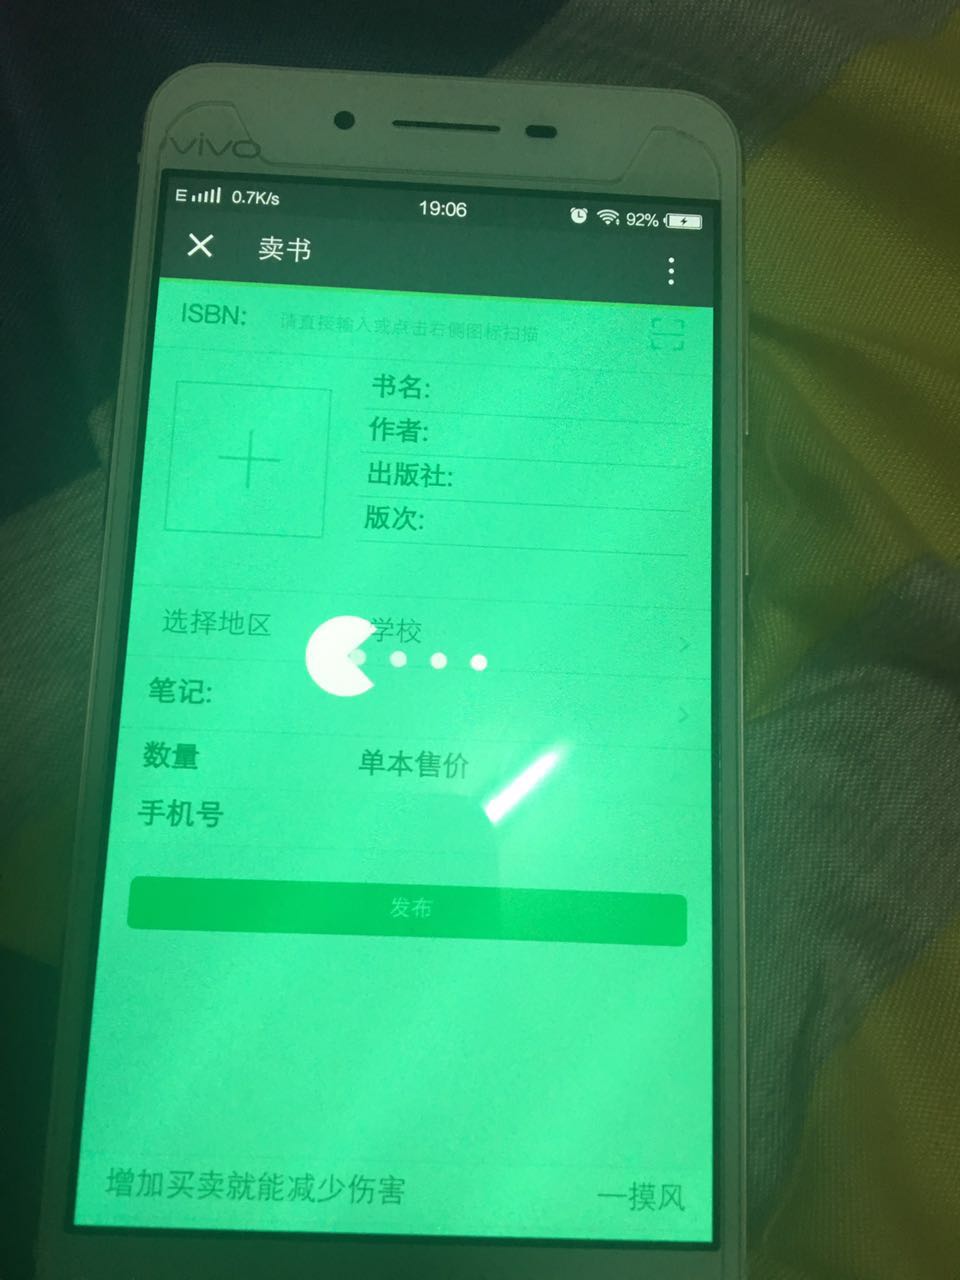 vivo
E 0.7K/s 19:06 92%
卖书
ISBN: 请直接输入或点击右侧图标扫描
书名:
作者:
出版社:
版次:
选择地区 学校
笔记:
数量 单本售价
手机号
发布
增加买卖就能减少伤害 一摸风